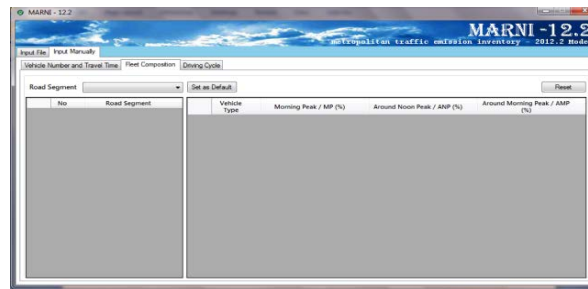 MARNI - 12.2
MARNI -12.2
metropolitan traffic emission inventory - 2012.2 Mode
Input File Input Manually
Vehicle Number and Travel Time Fleet Composition Driving Cycle
Road Segment Set as Default Reset
No Road Segment Vehicle Type Morning Peak / MP (%) Around Noon Peak / ANP (%) Around Morning Peak / AMP (%)